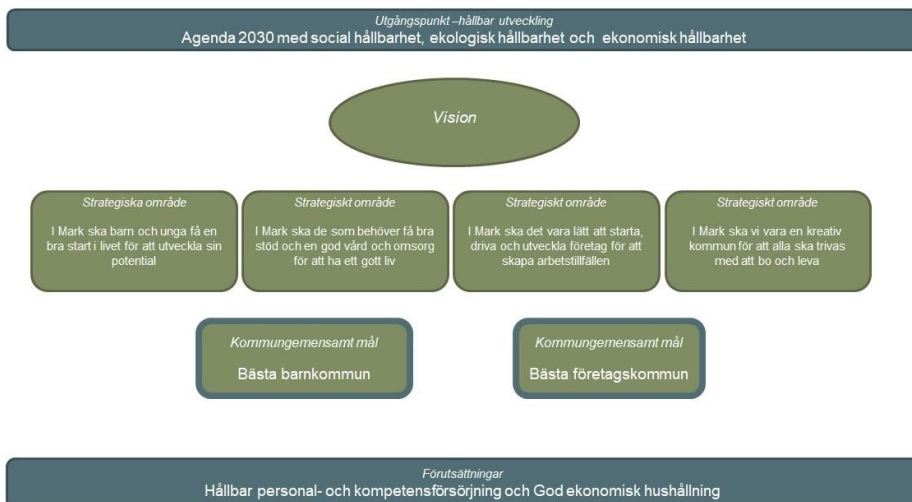 Utgångspunkt –hållbar utveckling
Agenda 2030 med social hållbarhet, ekologisk hållbarhet och ekonomisk hållbarhet
Vision
Strategiska område
I Mark ska barn och unga få en
bra start i livet för att utveckla sin
potential
Strategiskt område
I Mark ska de som behöver få bra
stöd och en god vård och omsorg
för att ha ett gott liv
Strategiskt område
I Mark ska det vara lätt att starta,
driva och utveckla företag för att
skapa arbetstillfällen
Strategiskt område
I Mark ska vi vara en kreativ
kommun för att alla ska trivas
med att bo och leva
Kommungemensamt mål
Bästa barnkommun
Kommungemensamt mål
Bästa företagskommun
Förutsättningar
Hållbar personal- och kompetensförsörjning och God ekonomisk hushållning